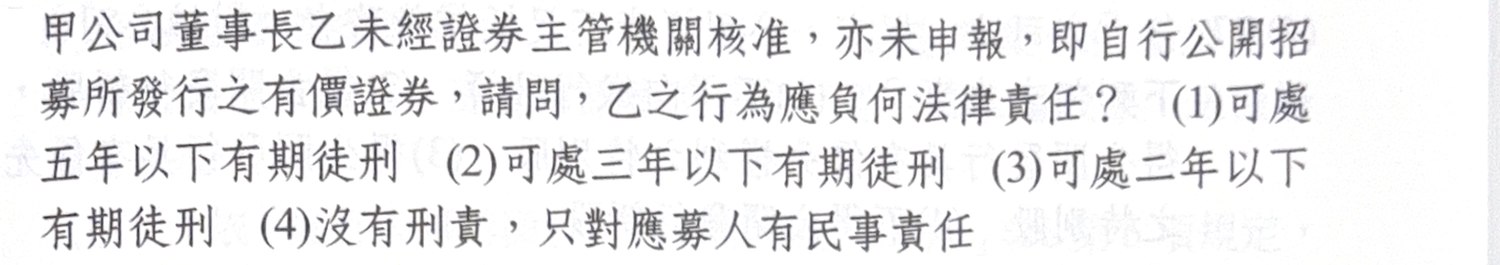 甲公司董事長乙未經證券主管機關核准，亦未申報，即自行公開招
募所發行之有價證券，請問，乙之行為應負何法律責任？ (1)可處
五年以下有期徒刑 (2)可處三年以下有期徒刑 (3)可處二年以下
有期徒刑 (4)沒有刑責，只對應募人有民事責任